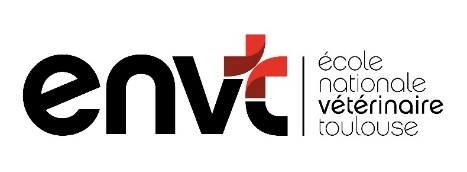 envt
école
nationale
vétérinaire
toulouse